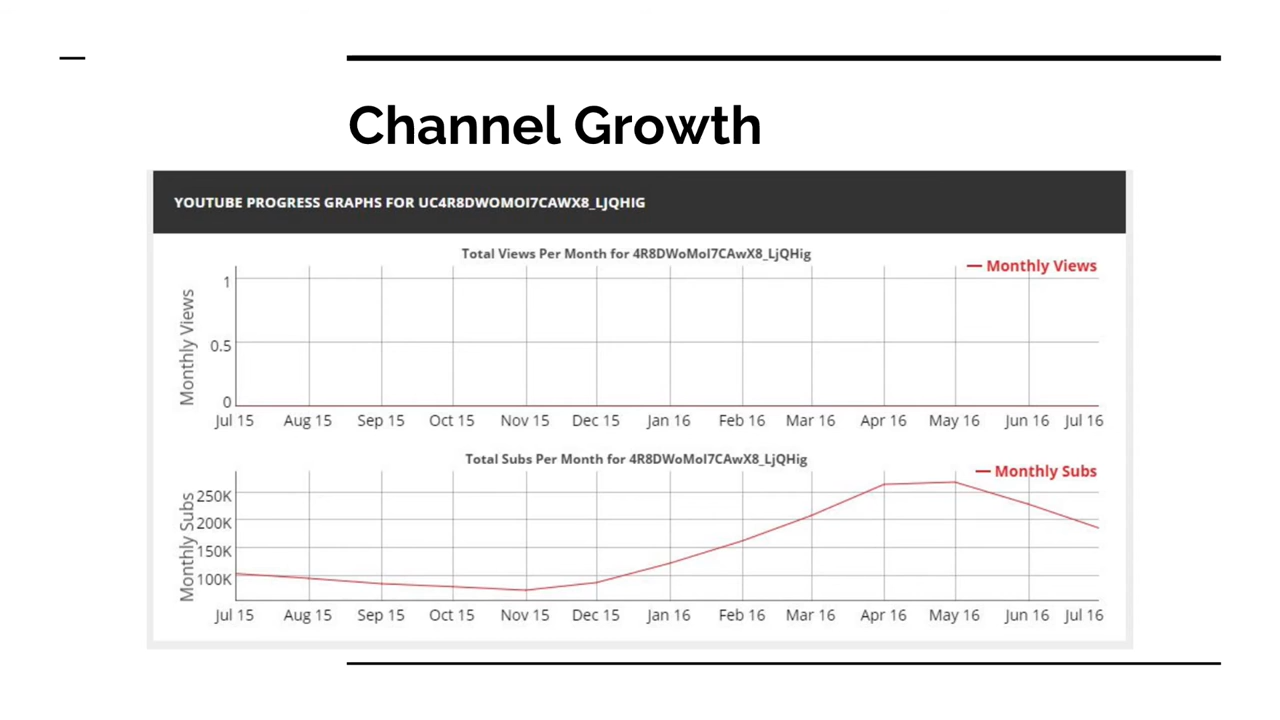 Channel Growth
YOUTUBE PROGRESS GRAPHS FOR UC4R8DWOMOI7CAWX8_LJQHIG
Total Views Per Month for 4R8DWoMoI7CAwX8_LjQHig
Monthly Views
Monthly Views
1
0.5
0
Jul 15 Aug 15 Sep 15 Oct 15 Nov 15 Dec 15 Jan 16 Feb 16 Mar 16 Apr 16 May 16 Jun 16 Jul 16
Total Subs Per Month for 4R8DWoMoI7CAwX8_LjQHig
Monthly Subs
Monthly Subs
250K
200K
150K
100K
Jul 15 Aug 15 Sep 15 Oct 15 Nov 15 Dec 15 Jan 16 Feb 16 Mar 16 Apr 16 May 16 Jun 16 Jul 16